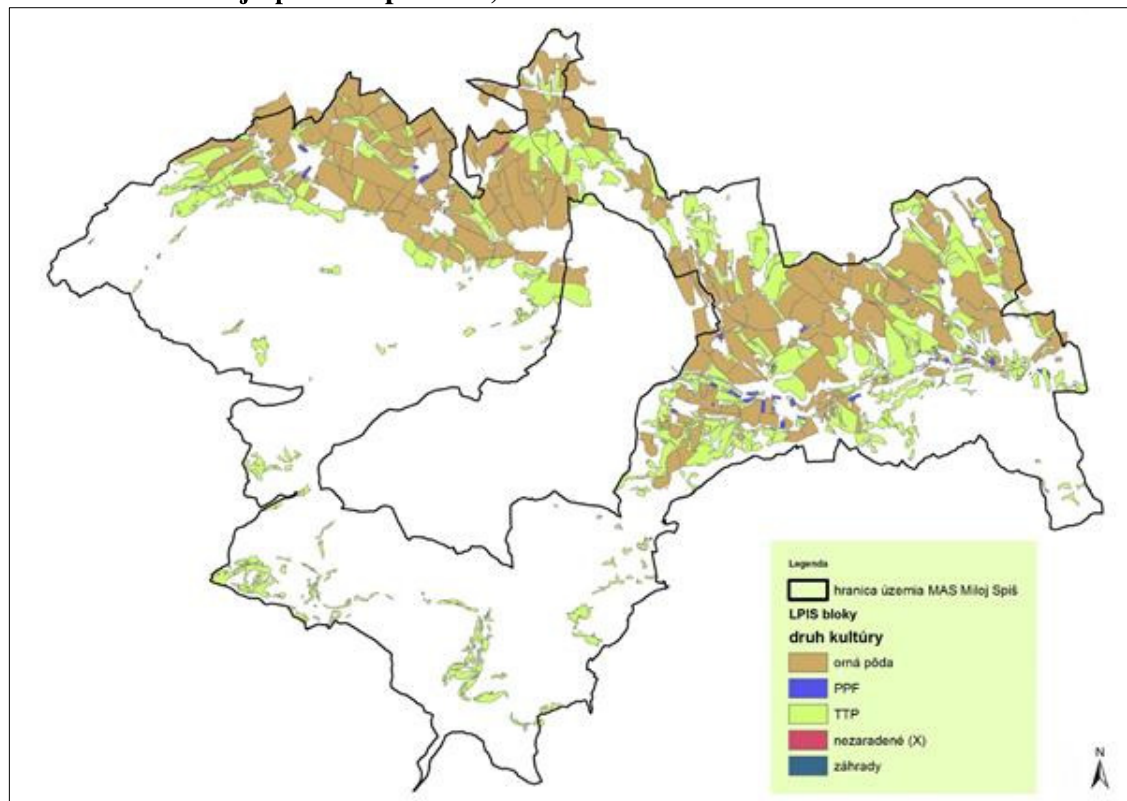 Legenda
hranica územia MAS Miloj Spiš
LPIS bloky
druh kultúry
orná pôda
PPF
TTP
nezaradené (X)
záhrady
N